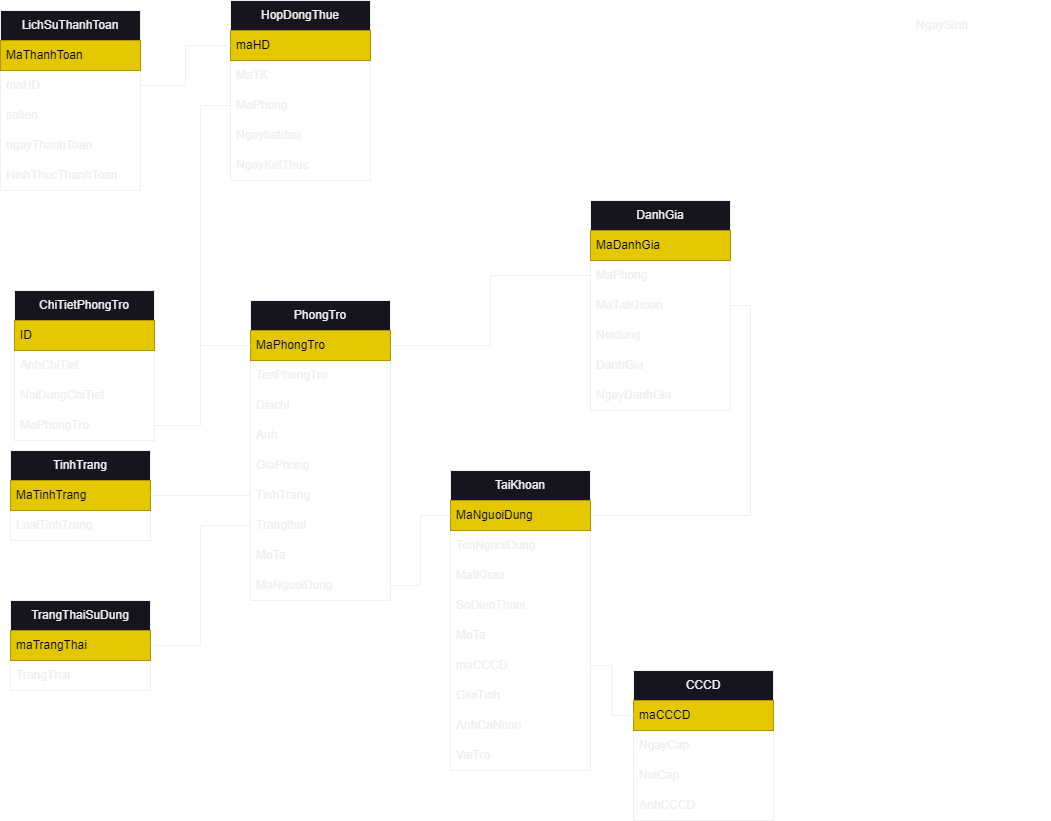 LichSuThanhToan
MaThanhToan
maHD
sotien
ngayThanhToan
HinhThucThanhToan
HopDongThue
maHD
MaTK
MaPhong
Ngaybatdau
NgayKetThuc
NgaySinh
DanhGia
MaDanhGia
MaPhong
MaTaiKhoan
Noidung
DanhGia
NgayDanhGia
ChiTietPhongTro
ID
AnhChiTiet
NoiDungChiTiet
MaPhongTro
PhongTro
MaPhongTro
TenPhongTro
Diachi
Anh
GiaPhong
TinhTrang
Trangthai
MoTa
MaNguoiDung
TinhTrang
MaTinhTrang
LoaiTinhTrang
TaiKhoan
MaNguoiDung
TenNguoiDung
MatKhau
SoDienThoai
MoTa
maCCCD
GioiTinh
AnhCaNhan
VaiTro
TrangThaiSuDung
maTrangThai
TrangThai
CCCD
maCCCD
NgayCap
NoiCap
AnhCCCD